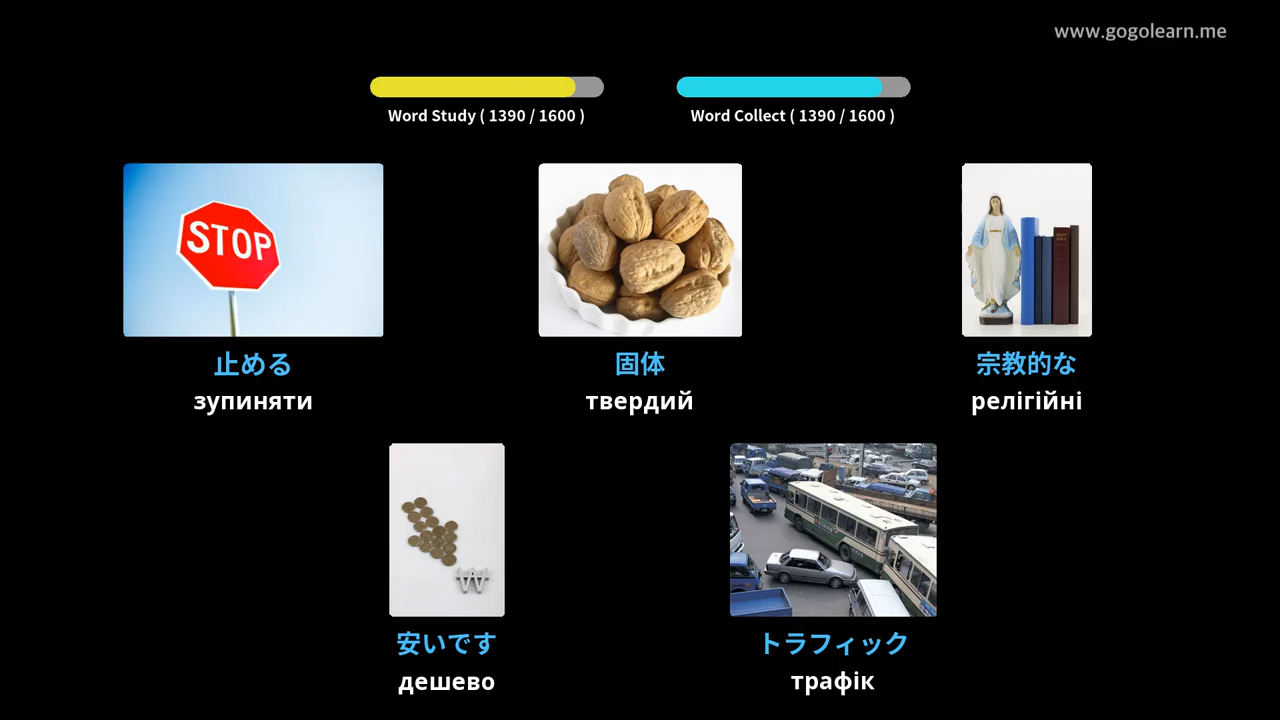 www.gogolearn.me
Word Study ( 1390 / 1600 )
Word Collect ( 1390 / 1600 )
STOP
止める
зупиняти
固体
твердий
宗教的な
релігійні
安いです
дешево
トラフィック
трафік